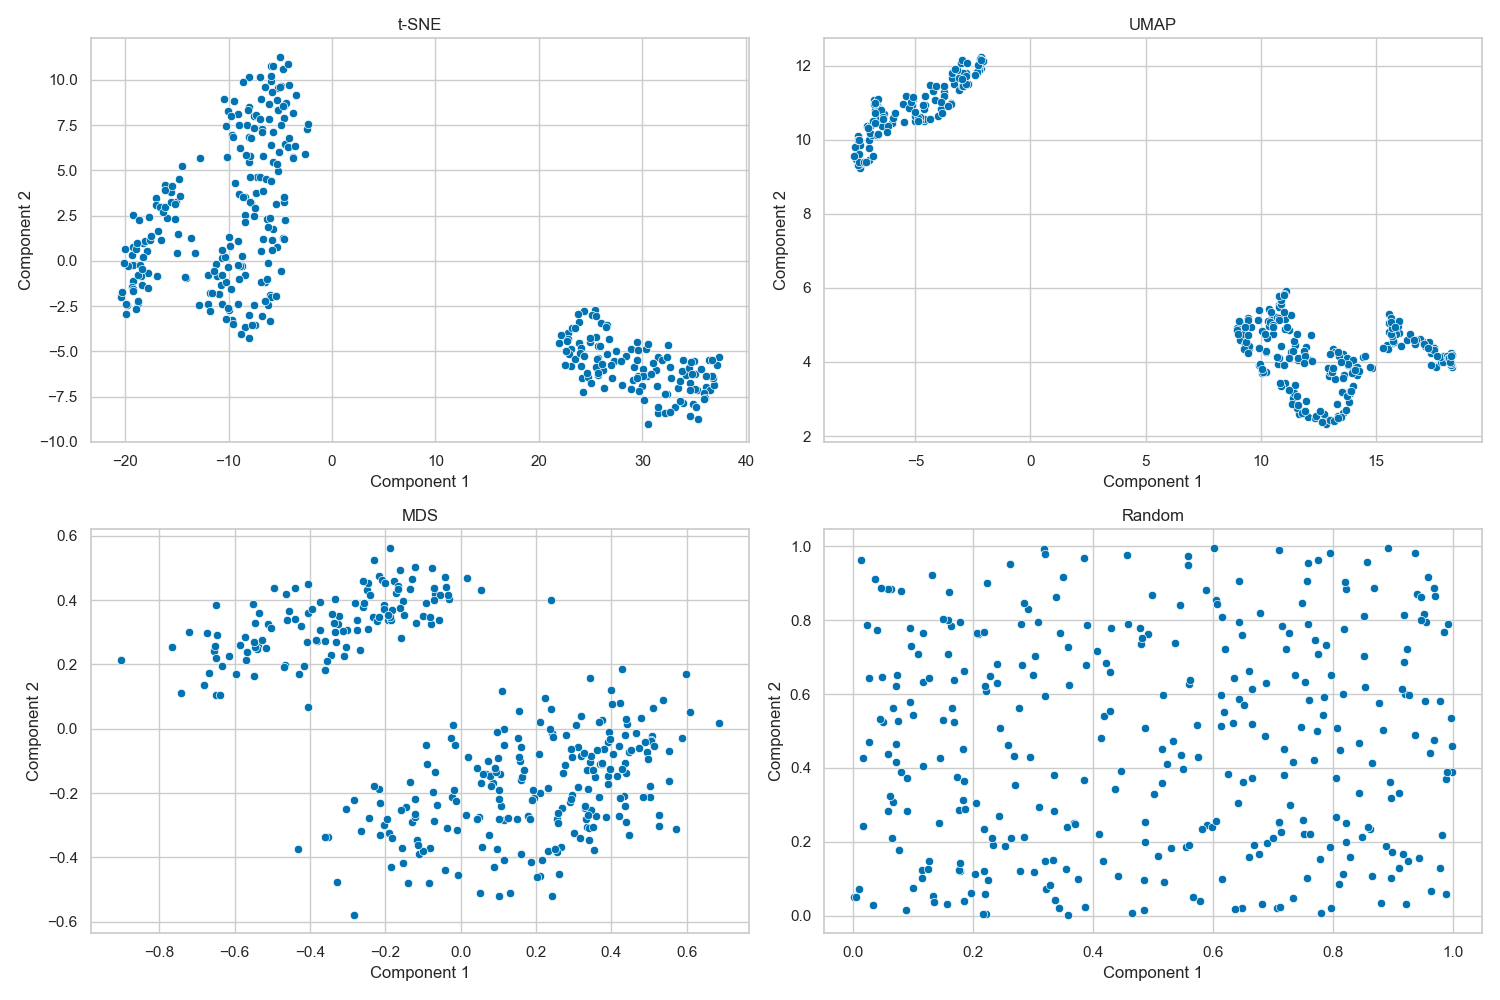 t-SNE
10.0
7.5
5.0
2.5
0.0
−2.5
−5.0
−7.5
−10.0
Component 2
−20 −10 0 10 20 30 40
Component 1
UMAP
12
10
8
6
4
2
Component 2
−5 0 5 10 15
Component 1
MDS
0.6
0.4
0.2
0.0
−0.2
−0.4
−0.6
Component 2
−0.8 −0.6 −0.4 −0.2 0.0 0.2 0.4 0.6
Component 1
Random
1.0
0.8
0.6
0.4
0.2
0.0
Component 2
0.0 0.2 0.4 0.6 0.8 1.0
Component 1